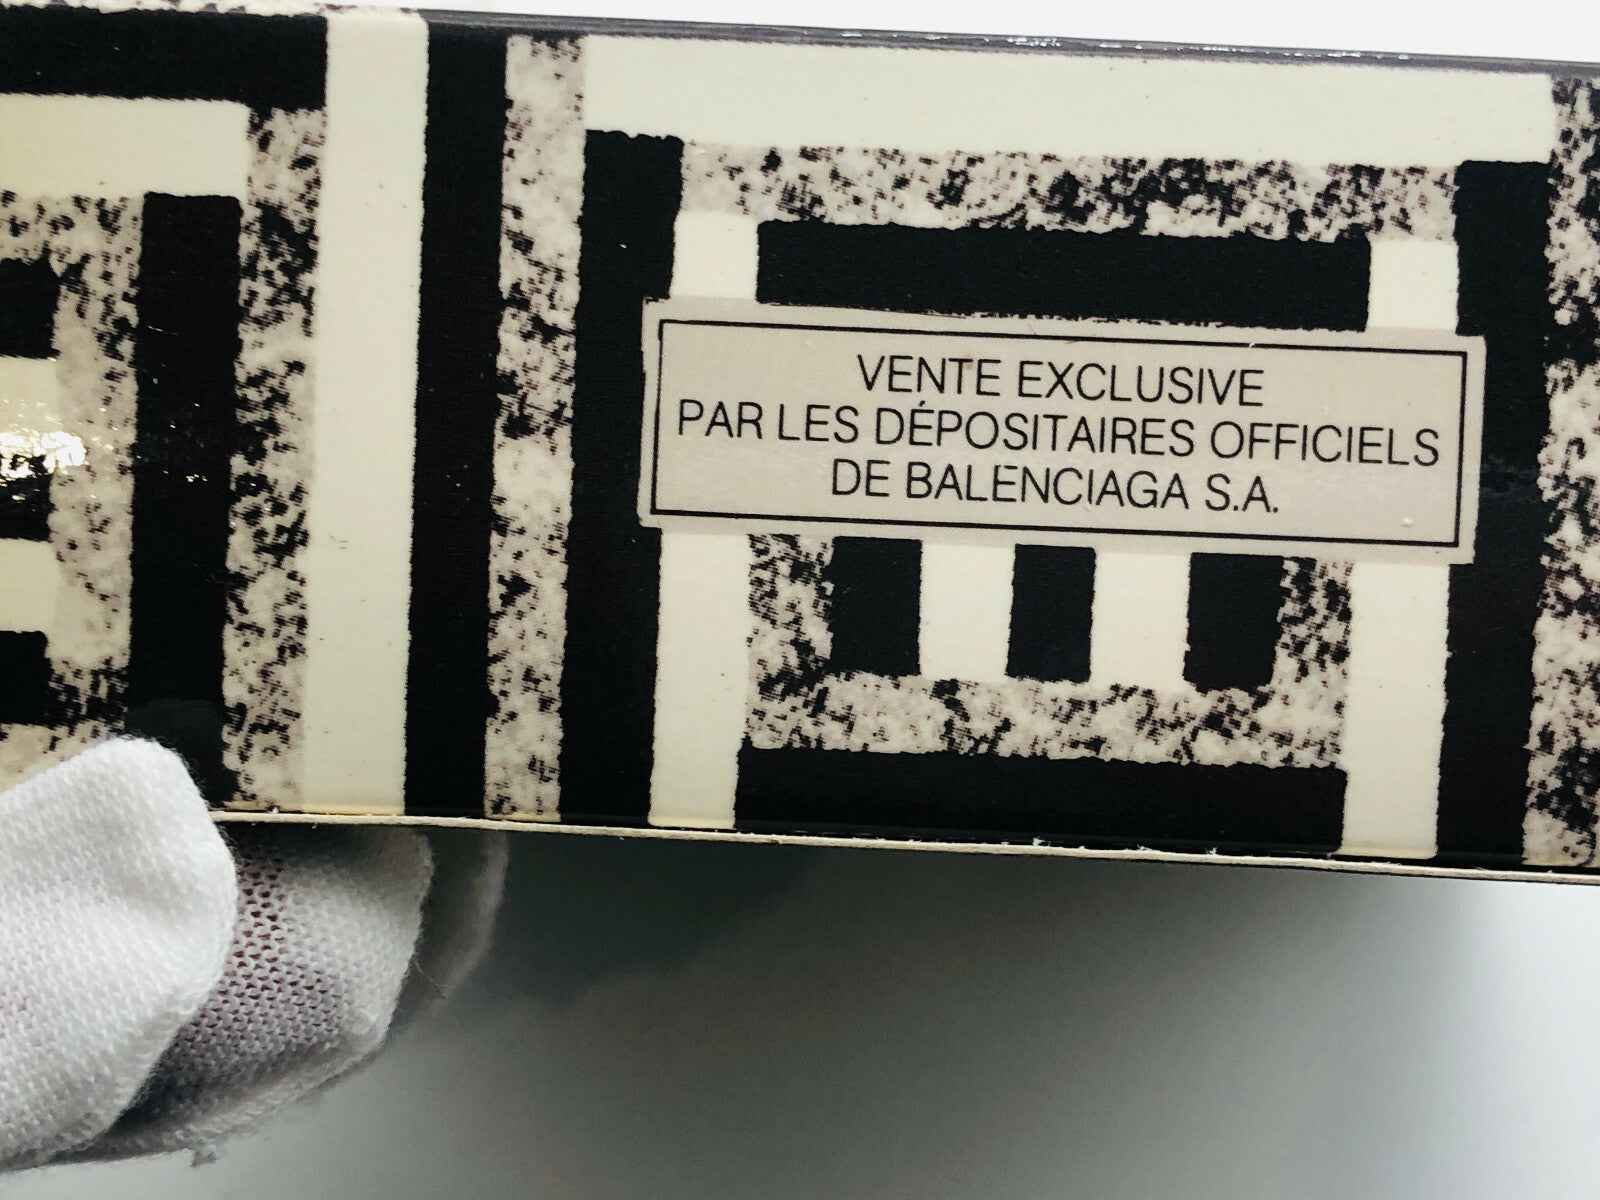 VENTE EXCLUSIVE
PAR LES DÉPOSITAIRES OFFICIELS
DE BALENCIAGA S.A.